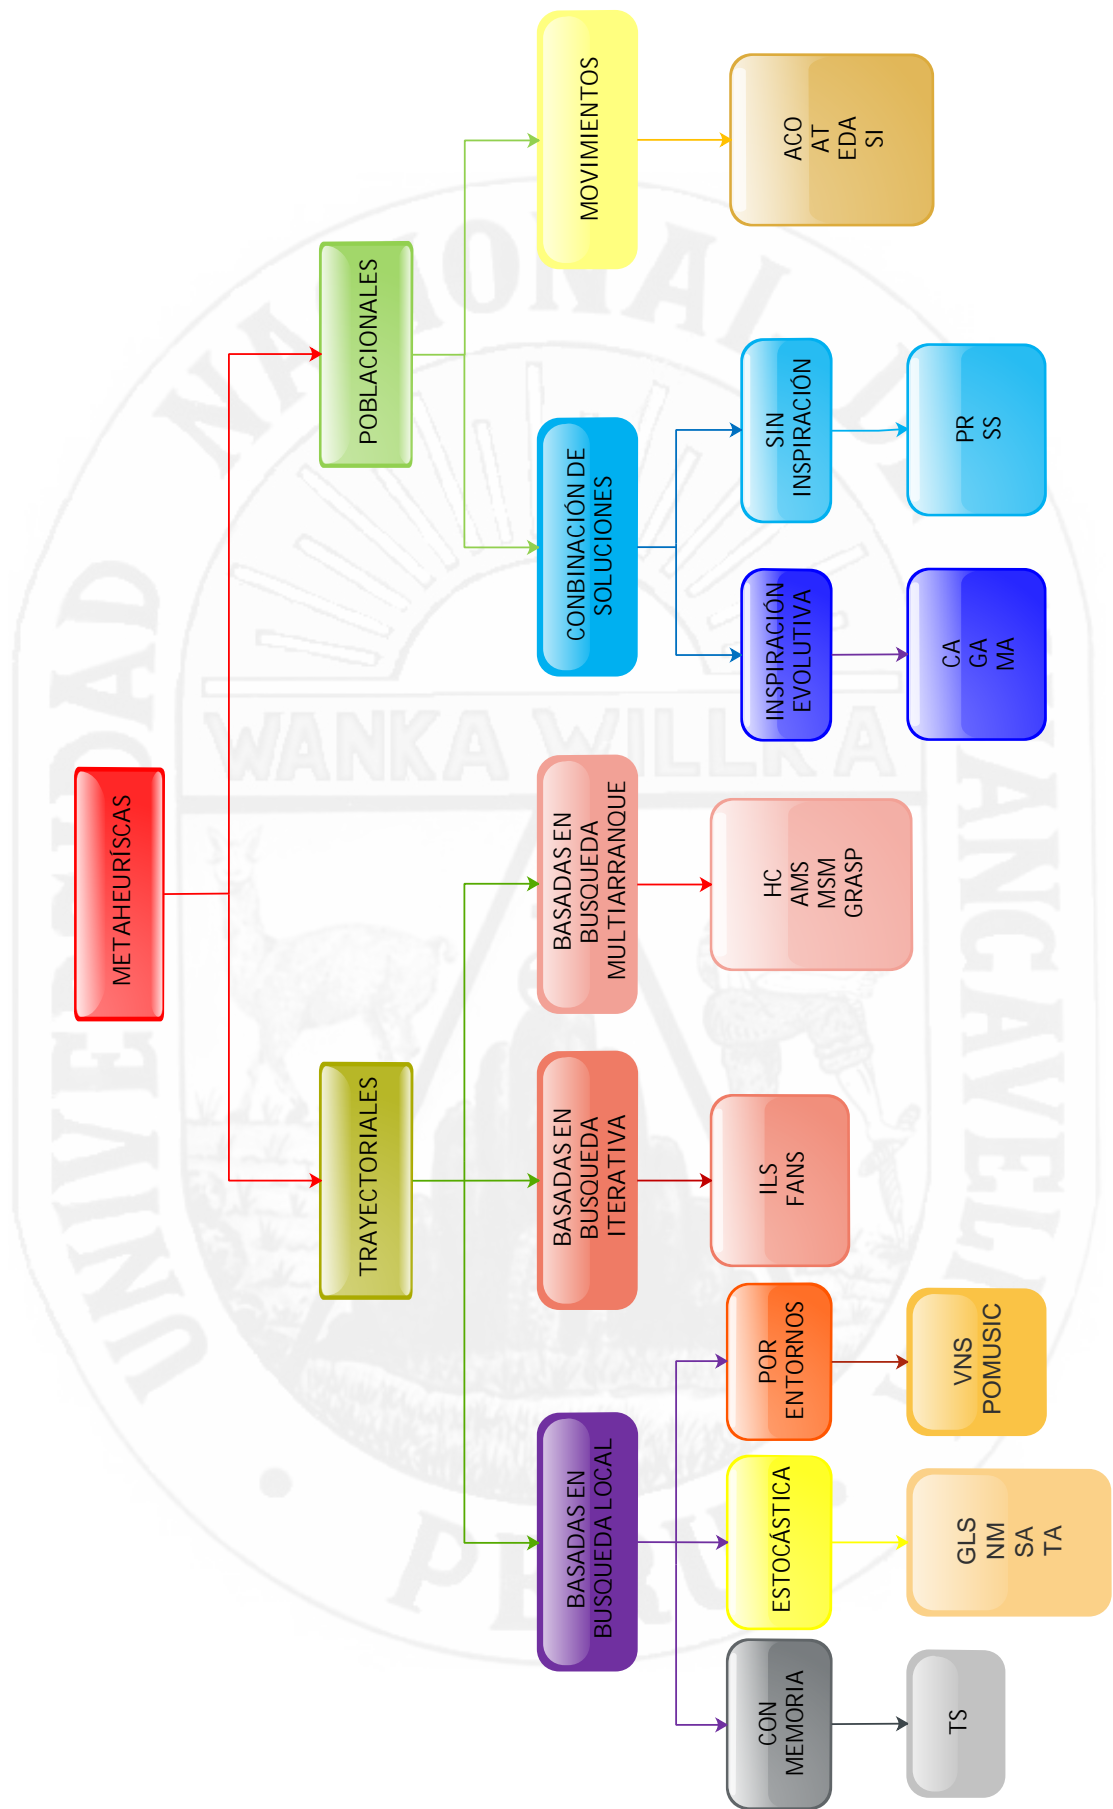 METAHEURÍSCAS
TRAYECTORIALES
POBLACIONALES
BASADAS EN
BUSQUEDA LOCAL
BASADAS EN
BUSQUEDA
ITERATIVA
BASADAS EN
BUSQUEDA
MULTIARRANQUE
CONBINACIÓN DE
SOLUCIONES
MOVIMIENTOS
CON
MEMORIA
ESTOCÁSTICA
POR
ENTORNOS
ILS
FANS
HC
AMS
MSM
GRASP
INSPIRACIÓN
EVOLUTIVA
SIN
INSPIRACIÓN
ACO
AT
EDA
SI
TS
GLS
NM
SA
TA
VNS
POMUSIC
CA
GA
MA
PR
SS
UNIVERSIDAD NACIONAL DE HUANCAVELICA
WANKA WILLKA
PERU